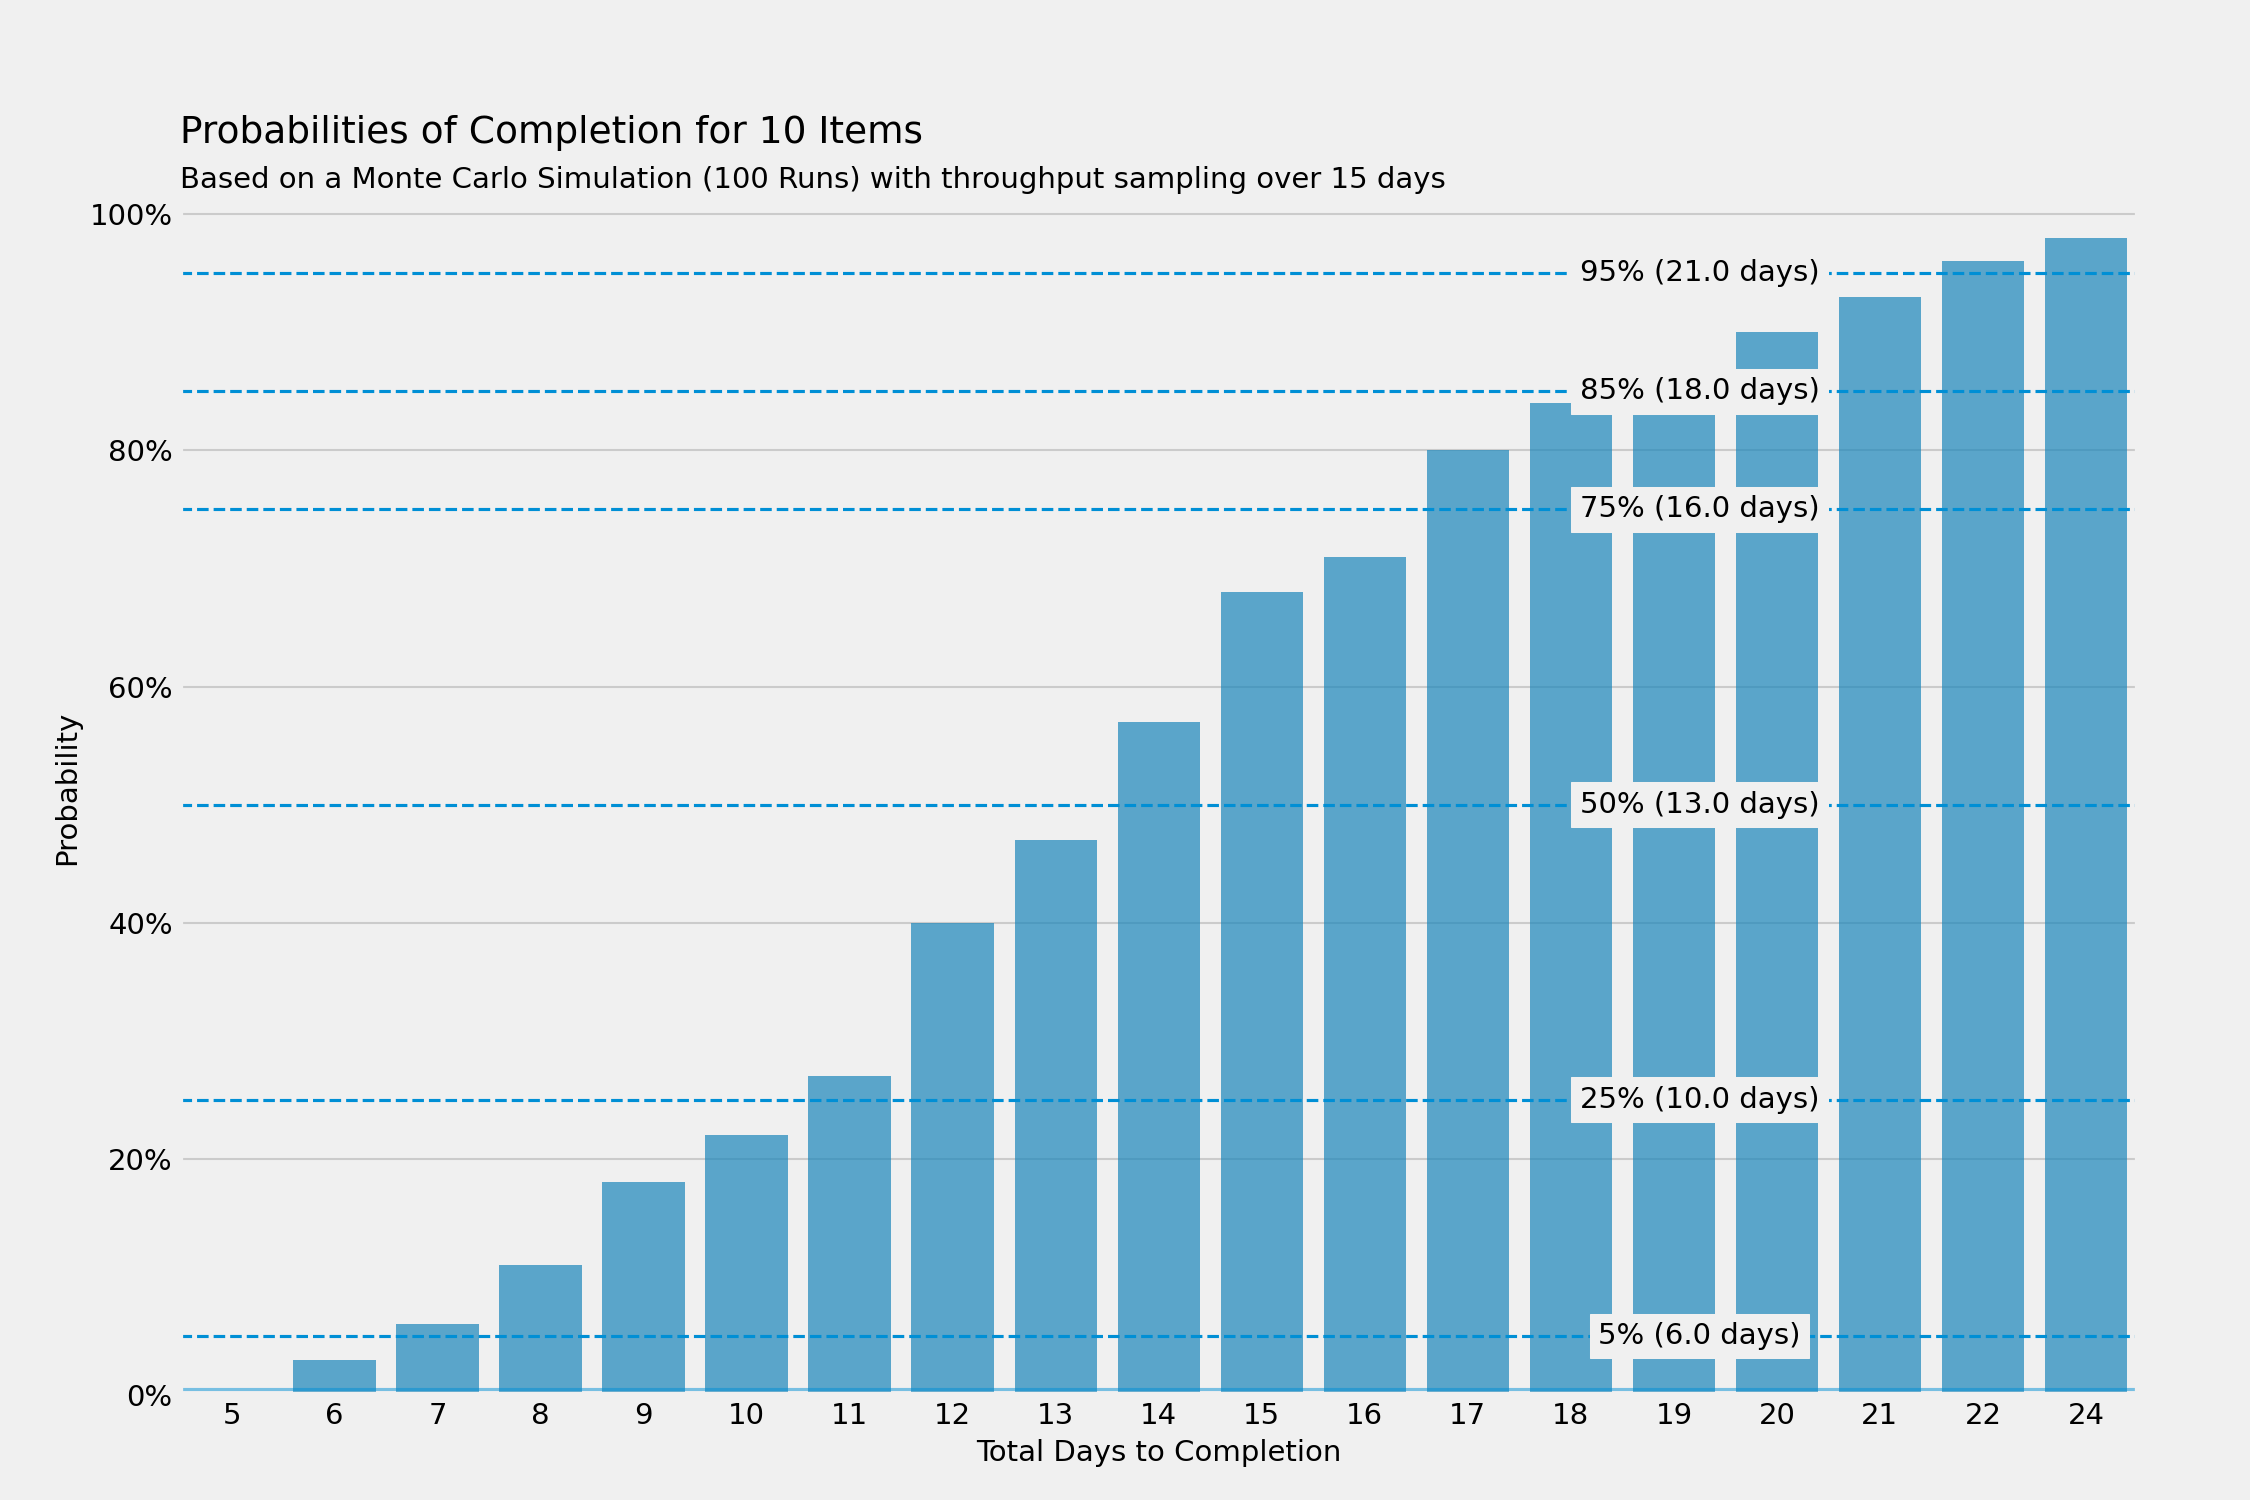 Probabilities of Completion for 10 Items
Based on a Monte Carlo Simulation (100 Runs) with throughput sampling over 15 days
100%
95% (21.0 days)
85% (18.0 days)
80%
75% (16.0 days)
60%
Probability
50% (13.0 days)
40%
25% (10.0 days)
20%
5% (6.0 days)
0%
5 6 7 8 9 10 11 12 13 14 15 16 17 18 19 20 21 22 24
Total Days to Completion